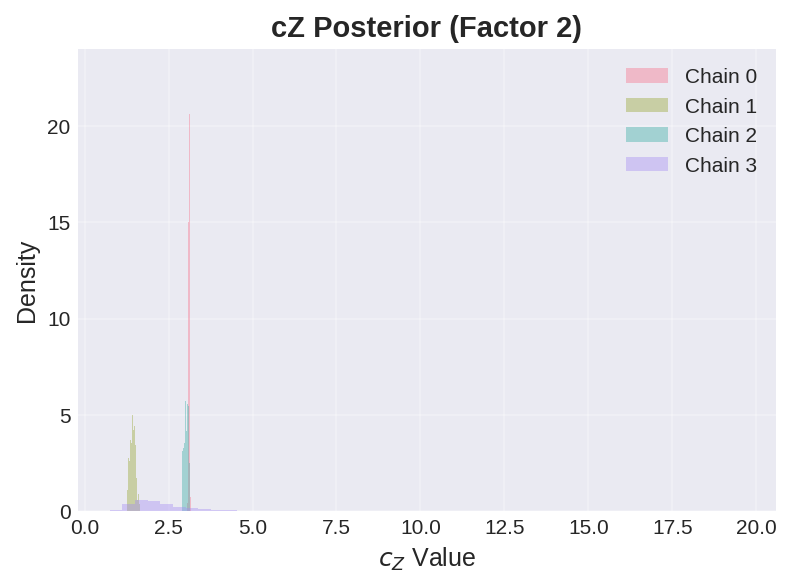 cZ Posterior (Factor 2)
Chain 0
Chain 1
Chain 2
Chain 3
Density
20
15
10
5
0
0.0 2.5 5.0 7.5 10.0 12.5 15.0 17.5 20.0
c_Z Value